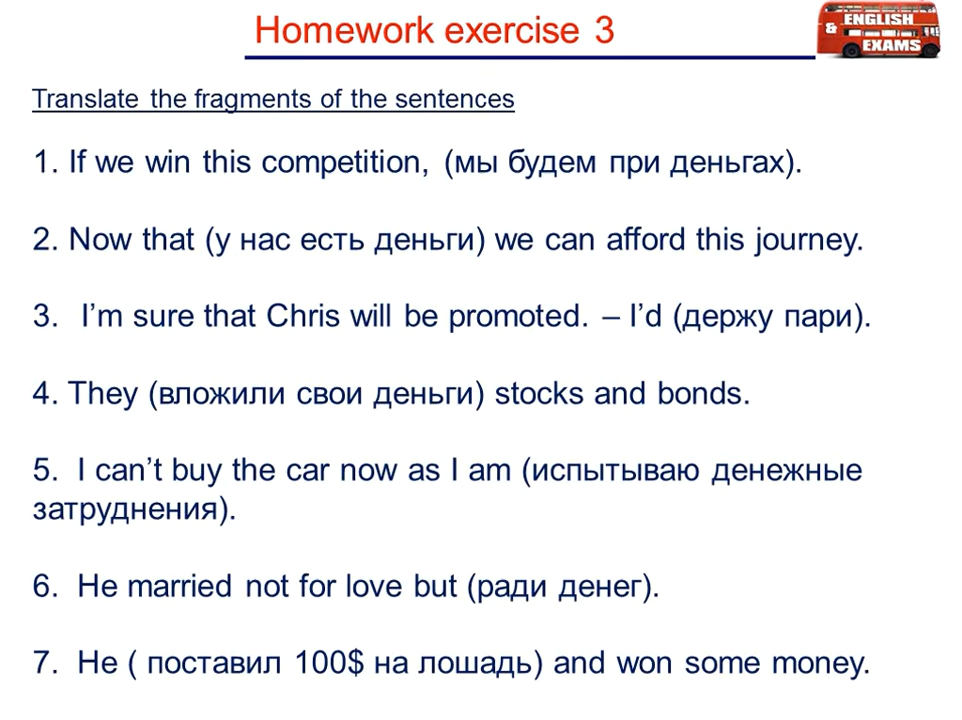 Homework exercise 3
ENGLISH
&
EXAMS
Translate the fragments of the sentences
1. If we win this competition, (мы будем при деньгах).
2. Now that (у нас есть деньги) we can afford this journey.
3. I’m sure that Chris will be promoted. – I’d (держу пари).
4. They (вложили свои деньги) stocks and bonds.
5. I can’t buy the car now as I am (испытываю денежные
затруднения).
6. He married not for love but (ради денег).
7. He ( поставил 100$ на лошадь) and won some money.